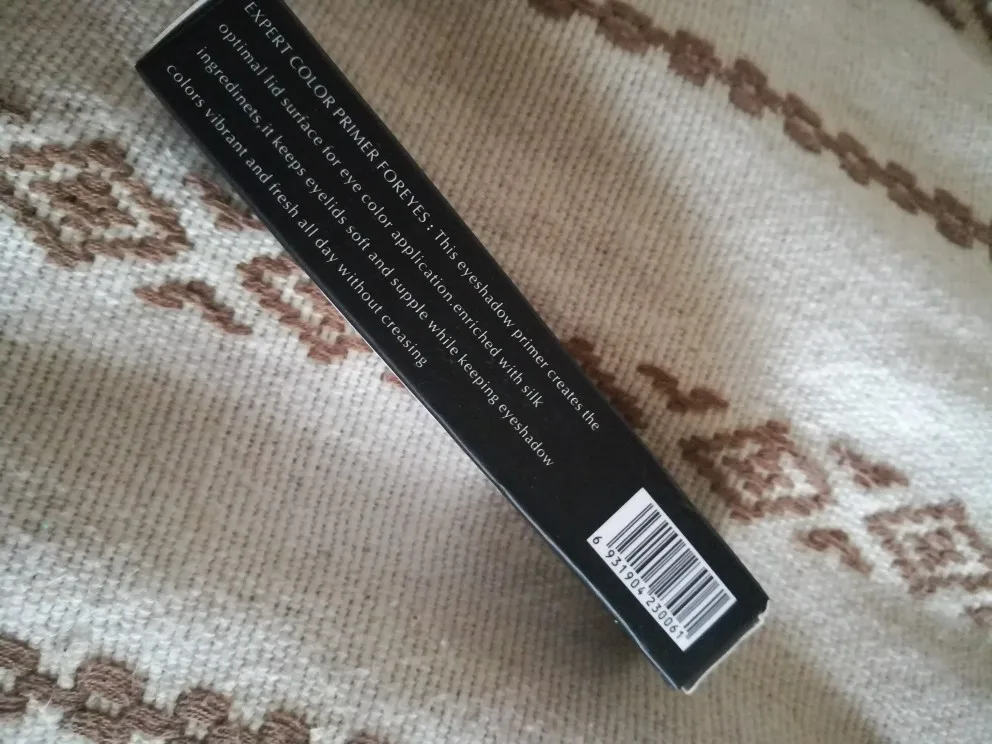 EXPERT COLOR PRIMER FOREYES : This eyeshadow primer creates the
optimal lid surface for eye color application.enriched with silk
ingredinets,it keeps eyelids soft and supple while keeping eyeshadow
colors vibrant and fresh all day without creasing
6 931904 230061